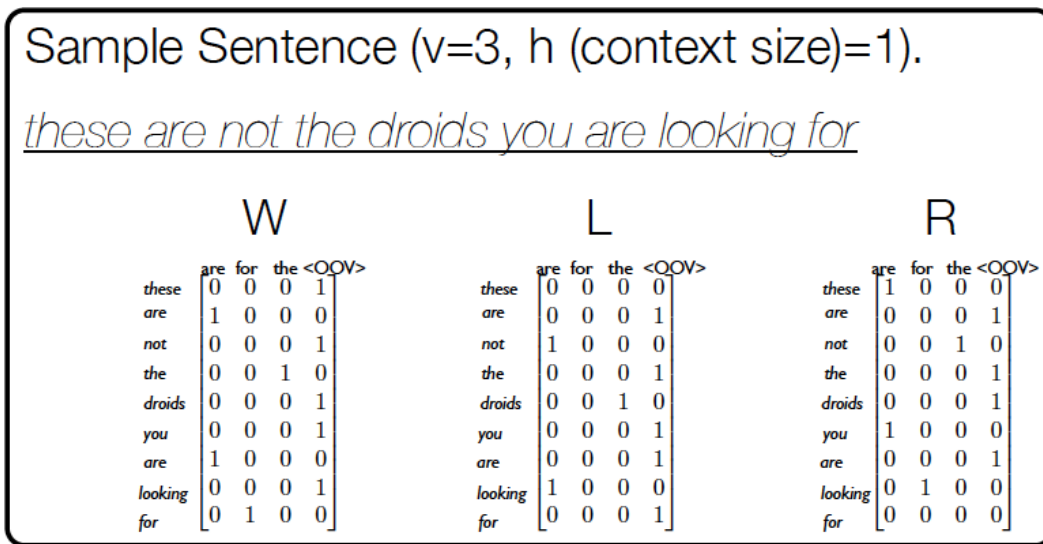 Sample Sentence (v=3, h (context size)=1).
these are not the droids you are looking for
W L R
are for the <OOV> are for the <OOV> are for the <OOV>
these 0 0 0 1 these 0 0 0 0 these 1 0 0 0
are 1 0 0 0 are 0 0 0 1 are 0 0 0 1
not 0 0 0 1 not 1 0 0 0 not 0 0 1 0
the 0 0 1 0 the 0 0 0 1 the 0 0 0 1
droids 0 0 0 1 droids 0 0 1 0 droids 0 0 0 1
you 0 0 0 1 you 0 0 0 1 you 1 0 0 0
are 1 0 0 0 are 0 0 0 1 are 0 0 0 1
looking 0 0 0 1 looking 1 0 0 0 looking 0 1 0 0
for 0 1 0 0 for 0 0 0 1 for 0 0 0 0